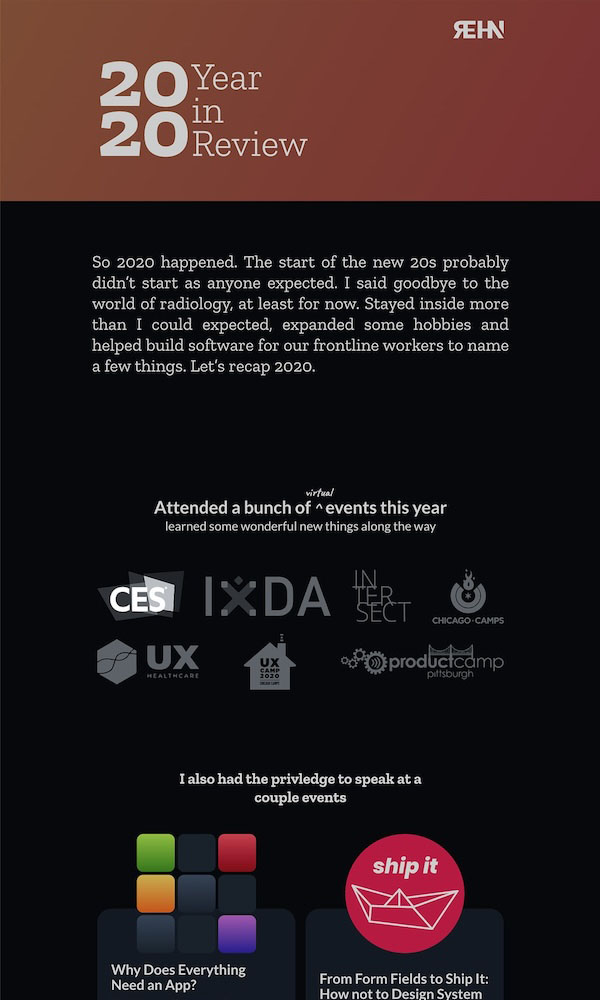 REHN
20 Year
in
20 Review
So 2020 happened. The start of the new 20s probably
didn't start as anyone expected. I said goodbye to the
world of radiology, at least for now. Stayed inside more
than I could expected, expanded some hobbies and
helped build software for our frontline workers to name
a few things. Let's recap 2020.
virtual
Attended a bunch of ^ events this year
learned some wonderful new things along the way
CES
IXDA
IN
TER
SECT
CHICAGO CAMPS
UX
HEALTHCARE
UX
CAMP
2020
productcamp
pittsburgh
I also had the privledge to speak at a
couple events
ship it
Why Does Everything
Need an App?
From Form Fields to Ship It:
How not to Design System